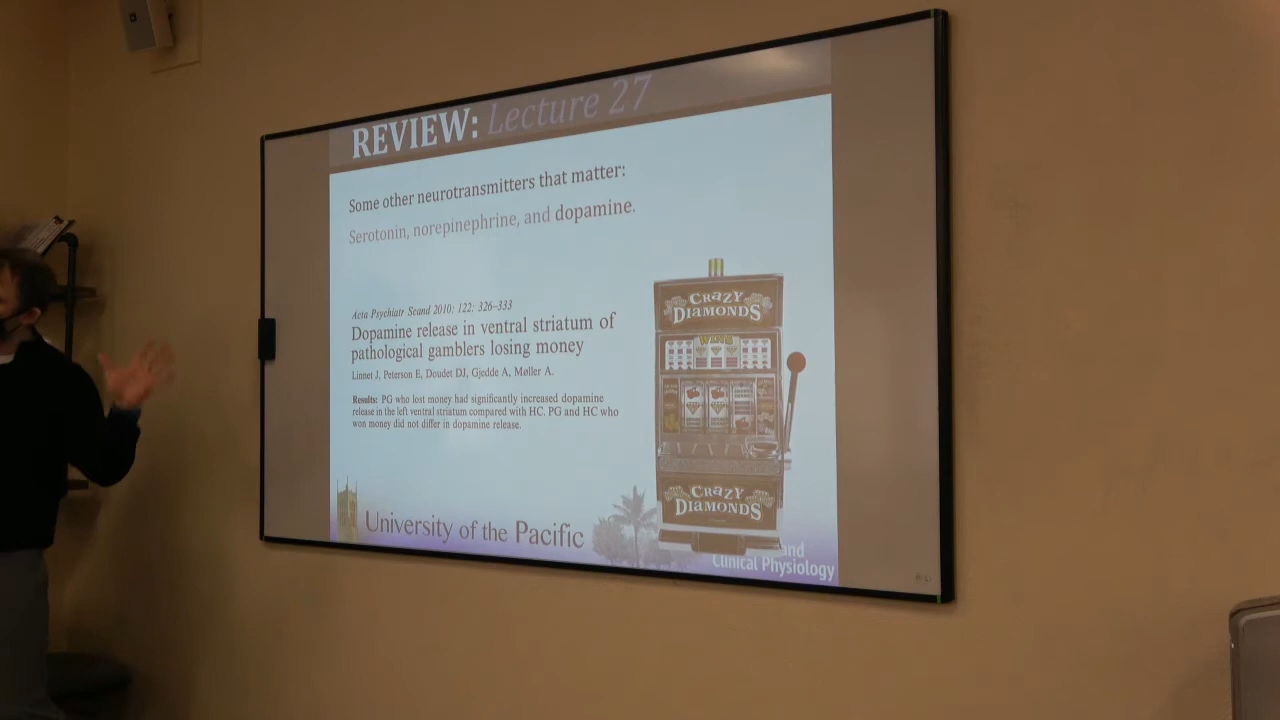 REVIEW: Lecture 27
Some other neurotransmitters that matter:
Serotonin, norepinephrine, and dopamine.
Acta Psychiatr Scand 2010: 122: 326–333
Dopamine release in ventral striatum of
pathological gamblers losing money
Linnet J, Peterson E, Doudet DJ, Gjedde A, Møller A.
Results: PG who lost money had significantly increased dopamine
release in the left ventral striatum compared with HC. PG and HC who
won money did not differ in dopamine release.
CRAZY
DIAMONDS
CRAZY
DIAMONDS
University of the Pacific
and
Clinical Physiology